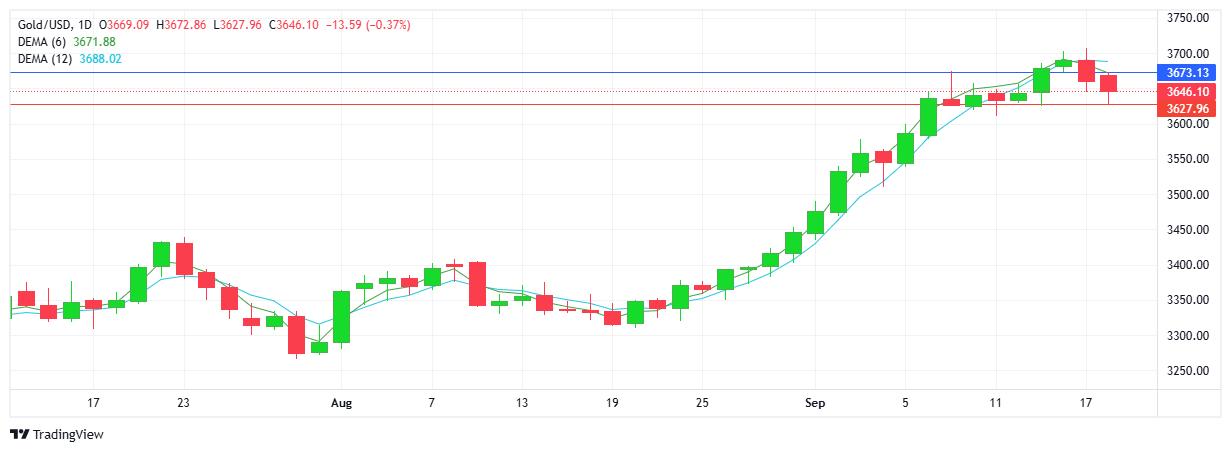 Gold/USD, 1D O3669.09 H3672.86 L3627.96 C3646.10 −13.59 (−0.37%)
DEMA (6) 3671.88
DEMA (12) 3688.02
3750.00
3700.00
3673.13
3646.10
3627.96
3600.00
3550.00
3500.00
3450.00
3400.00
3350.00
3300.00
3250.00
17 23 Aug 7 13 19 25 Sep 5 11 17
TradingView